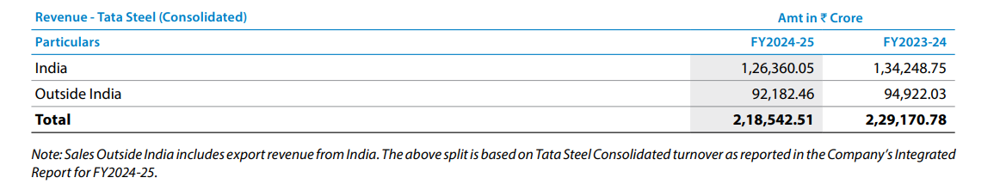 Revenue - Tata Steel (Consolidated) Amt in ₹ Crore
Particulars FY2024-25 FY2023-24
India 1,26,360.05 1,34,248.75
Outside India 92,182.46 94,922.03
Total 2,18,542.51 2,29,170.78
Note: Sales Outside India includes export revenue from India. The above split is based on Tata Steel Consolidated turnover as reported in the Company's Integrated
Report for FY2024-25.